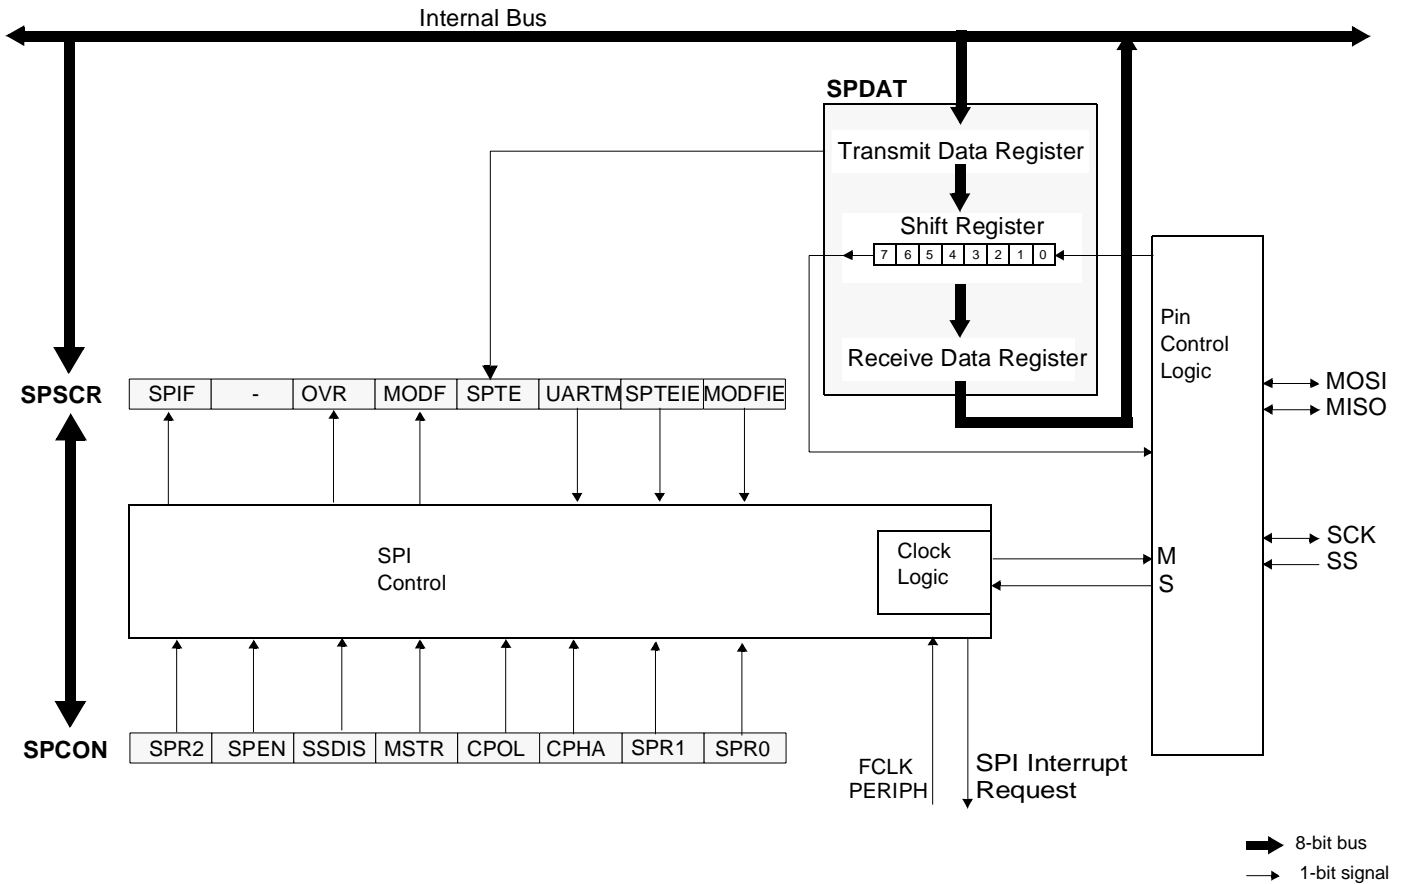 Internal Bus
SPDAT
Transmit Data Register
Shift Register
7 6 5 4 3 2 1 0
Receive Data Register
Pin
Control
Logic
MOSI
MISO
SPSCR
SPIF - OVR MODF SPTE UARTM SPTEIE MODFIE
SPI
Control
Clock
Logic
M
S
SCK
SS
SPCON
SPR2 SPEN SSDIS MSTR CPOL CPHA SPR1 SPR0
FCLK
PERIPH
SPI Interrupt
Request
8-bit bus
1-bit signal